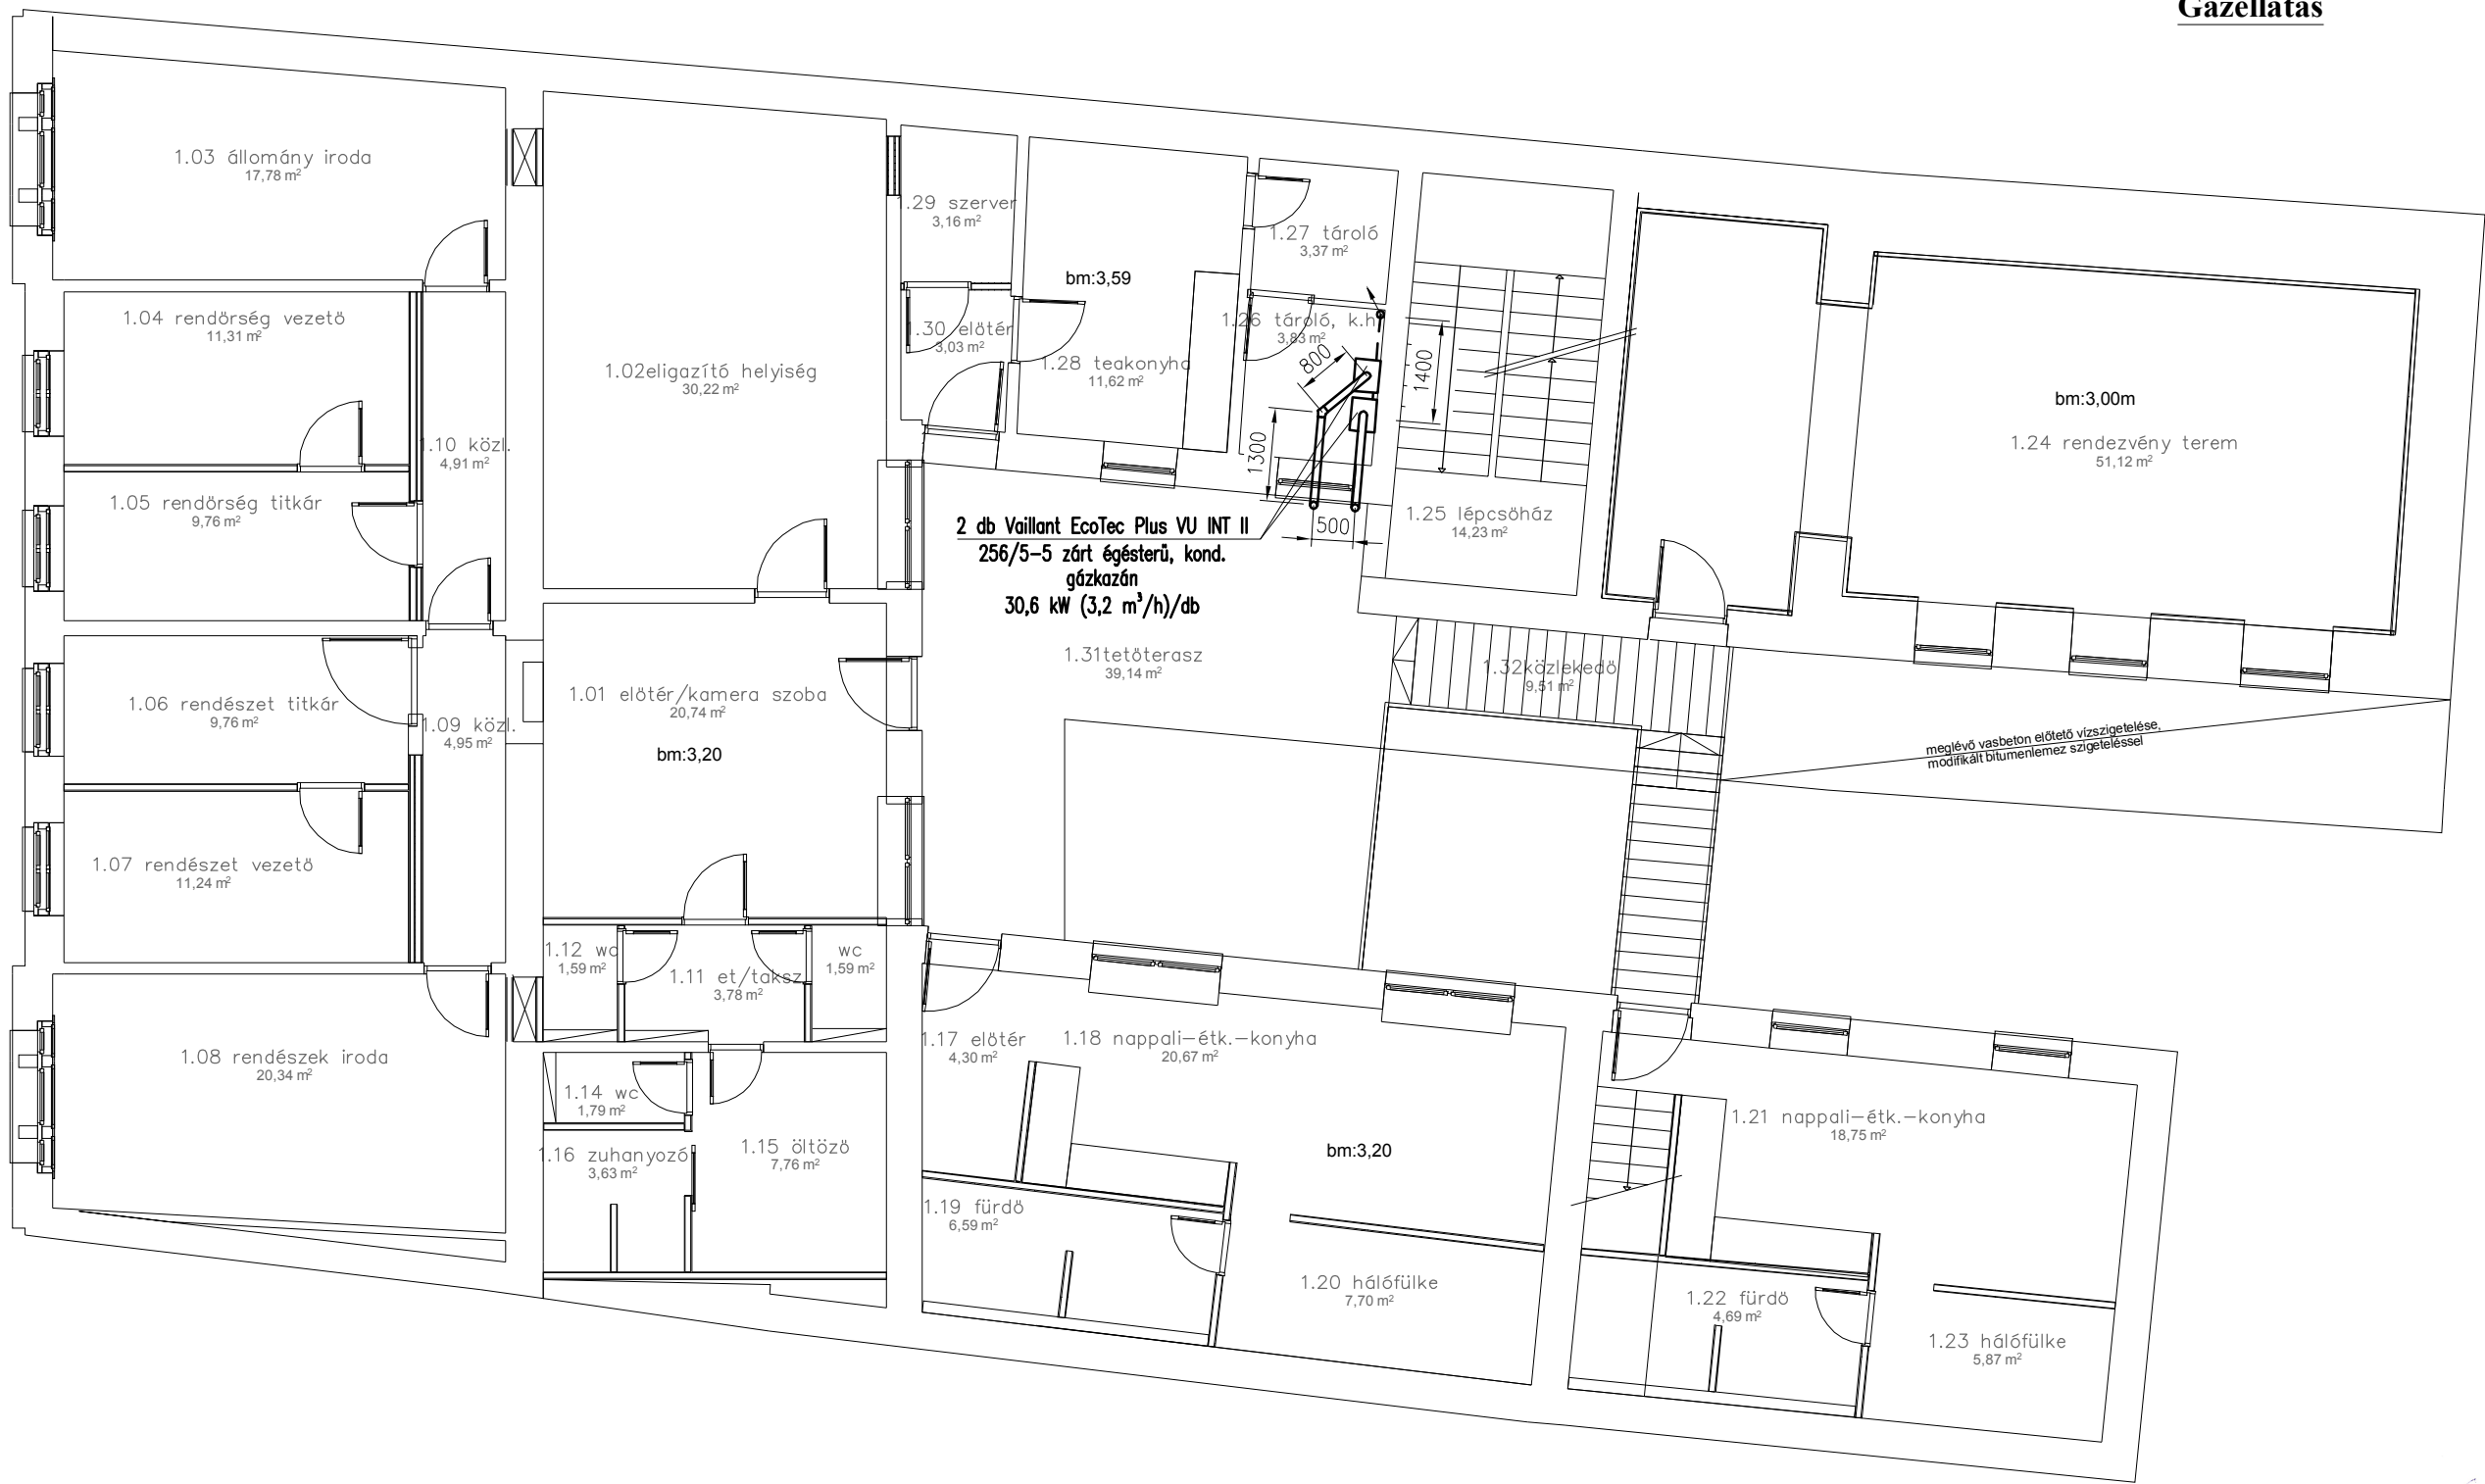 Gázellátás
1.03 állomány iroda
17,78 m²
1.04 rendörség vezetö
11,31 m²
1.05 rendörség titkár
9,76 m²
1.06 rendészet titkár
9,76 m²
1.07 rendészet vezetö
11,24 m²
1.08 rendészek iroda
20,34 m²
1.10 közl.
4,91 m²
1.09 közl.
4,95 m²
1.02eligazító helyiség
30,22 m²
1.01 elötér/kamera szoba
20,74 m²
bm:3,20
1.12 wc
1,59 m²
1.11 et/taksz
3,78 m²
wc
1,59 m²
1.14 wc
1,79 m²
1.16 zuhanyozó
3,63 m²
1.15 öltözö
7,76 m²
1.29 szerver
3,16 m²
1.30 elötér
3,03 m²
bm:3,59
1.28 teakonyha
11,62 m²
1.27 tároló
3,37 m²
1.26 tároló, k.h.
3,83 m²
800
1400
1300
500
2 db Vaillant EcoTec Plus VU INT II
256/5-5 zárt égésterű, kond.
gázkazán
30,6 kW (3,2 m³/h)/db
1.25 lépcsöház
14,23 m²
bm:3,00m
1.24 rendezvény terem
51,12 m²
1.31tetöterasz
39,14 m²
1.32közlekedö
9,51 m²
meglévő vasbeton előtető vízszigetelése,
modifikált bitumenlemez szigeteléssel
1.17 elötér
4,30 m²
1.18 nappali-étk.-konyha
20,67 m²
bm:3,20
1.19 fürdö
6,59 m²
1.20 hálófülke
7,70 m²
1.21 nappali-étk.-konyha
18,75 m²
1.22 fürdö
4,69 m²
1.23 hálófülke
5,87 m²